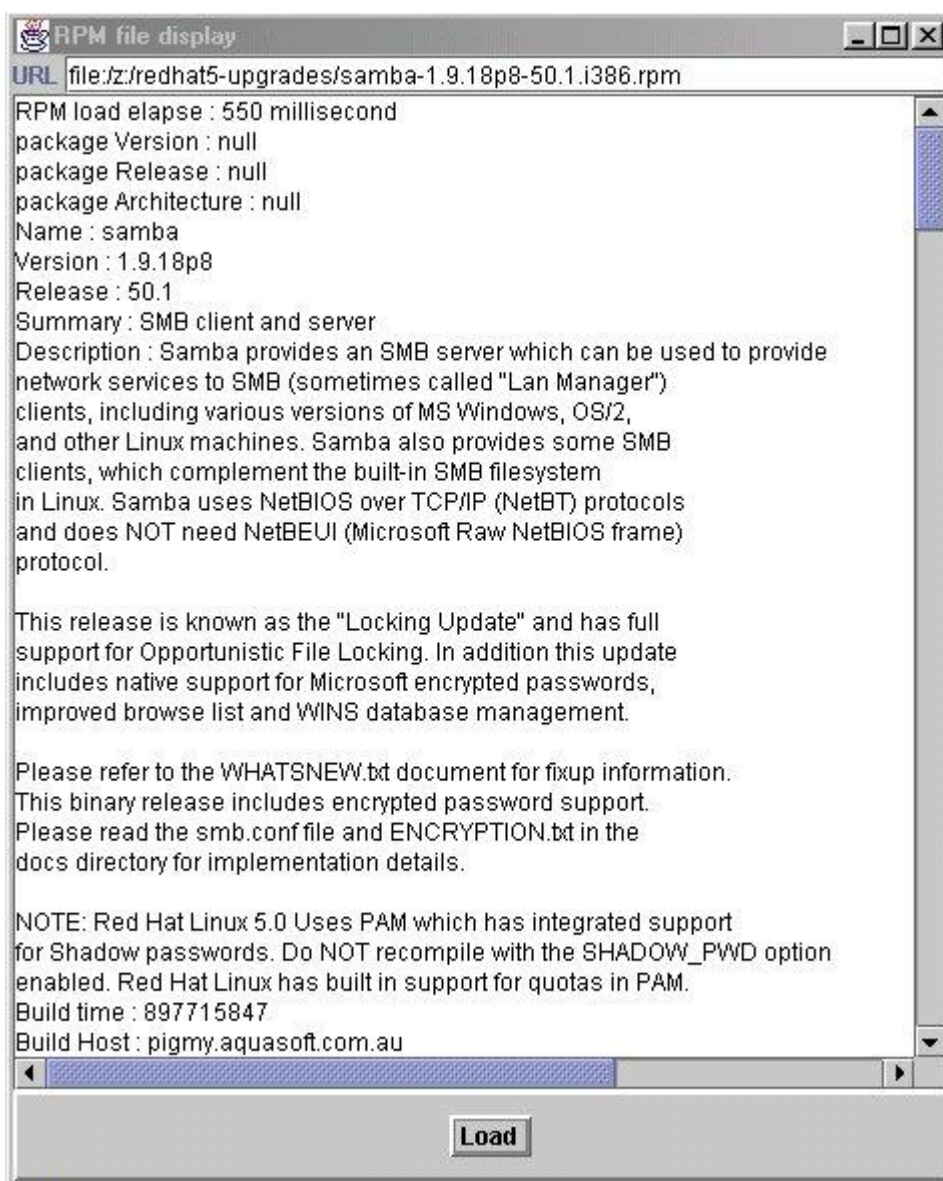 RPM file display
URL file:/z:/redhat5-upgrades/samba-1.9.18p8-50.1.i386.rpm
RPM load elapse : 550 millisecond
package Version : null
package Release : null
package Architecture : null
Name : samba
Version : 1.9.18p8
Release : 50.1
Summary : SMB client and server
Description : Samba provides an SMB server which can be used to provide
network services to SMB (sometimes called "Lan Manager")
clients, including various versions of MS Windows, OS/2,
and other Linux machines. Samba also provides some SMB
clients, which complement the built-in SMB filesystem
in Linux. Samba uses NetBIOS over TCP/IP (NetBT) protocols
and does NOT need NetBEUI (Microsoft Raw NetBIOS frame)
protocol.
This release is known as the "Locking Update" and has full
support for Opportunistic File Locking. In addition this update
includes native support for Microsoft encrypted passwords,
improved browse list and WINS database management.
Please refer to the WHATSNEW.txt document for fixup information.
This binary release includes encrypted password support.
Please read the smb.conf file and ENCRYPTION.txt in the
docs directory for implementation details.
NOTE: Red Hat Linux 5.0 Uses PAM which has integrated support
for Shadow passwords. Do NOT recompile with the SHADOW_PWD option
enabled. Red Hat Linux has built in support for quotas in PAM.
Build time : 897715847
Build Host : pigmy.aquasoft.com.au
Load